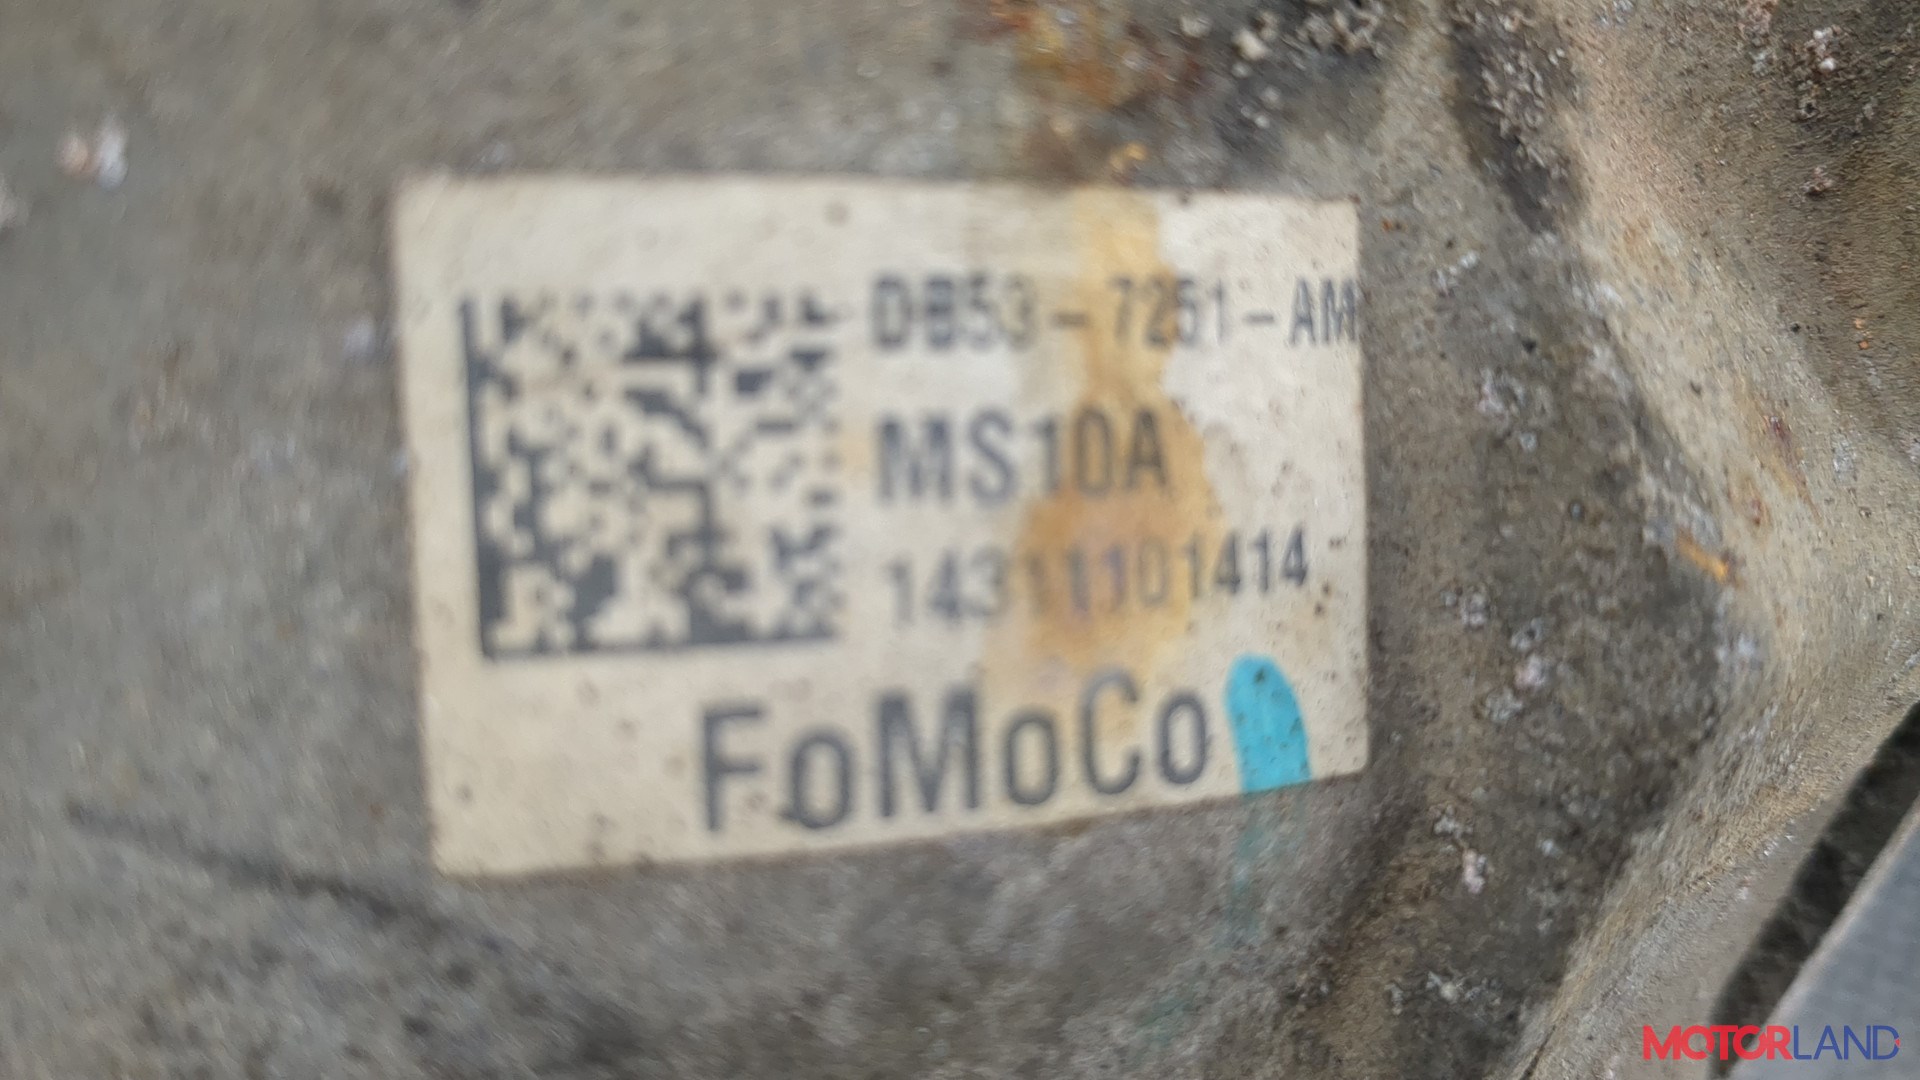 DB53-7251-AM
MS10A
14311101414
FoMoCo
MOTORLAND